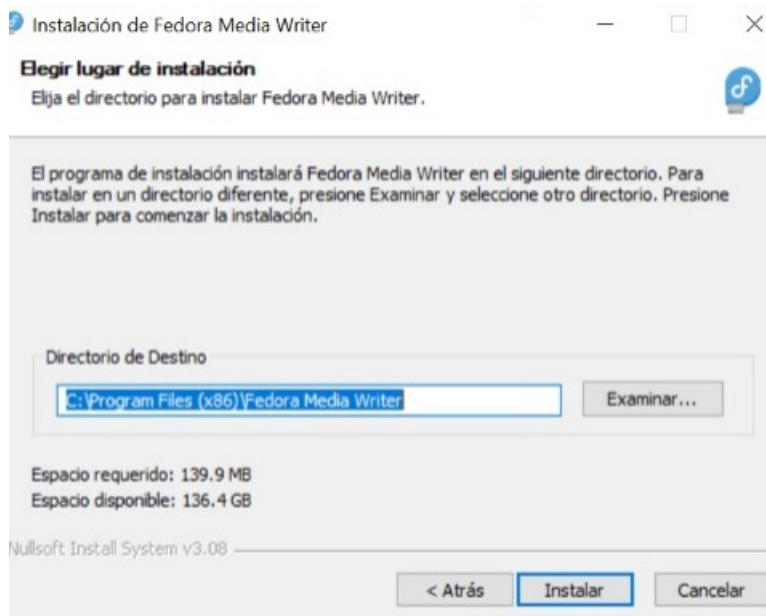 Instalación de Fedora Media Writer
Elegir lugar de instalación
Elija el directorio para instalar Fedora Media Writer.
El programa de instalación instalará Fedora Media Writer en el siguiente directorio. Para
instalar en un directorio diferente, presione Examinar y seleccione otro directorio. Presione
Instalar para comenzar la instalación.
Directorio de Destino
C:\Program Files (x86)\Fedora Media Writer
Examinar...
Espacio requerido: 139.9 MB
Espacio disponible: 136.4 GB
Nullsoft Install System v3.08
< Atrás
Instalar
Cancelar